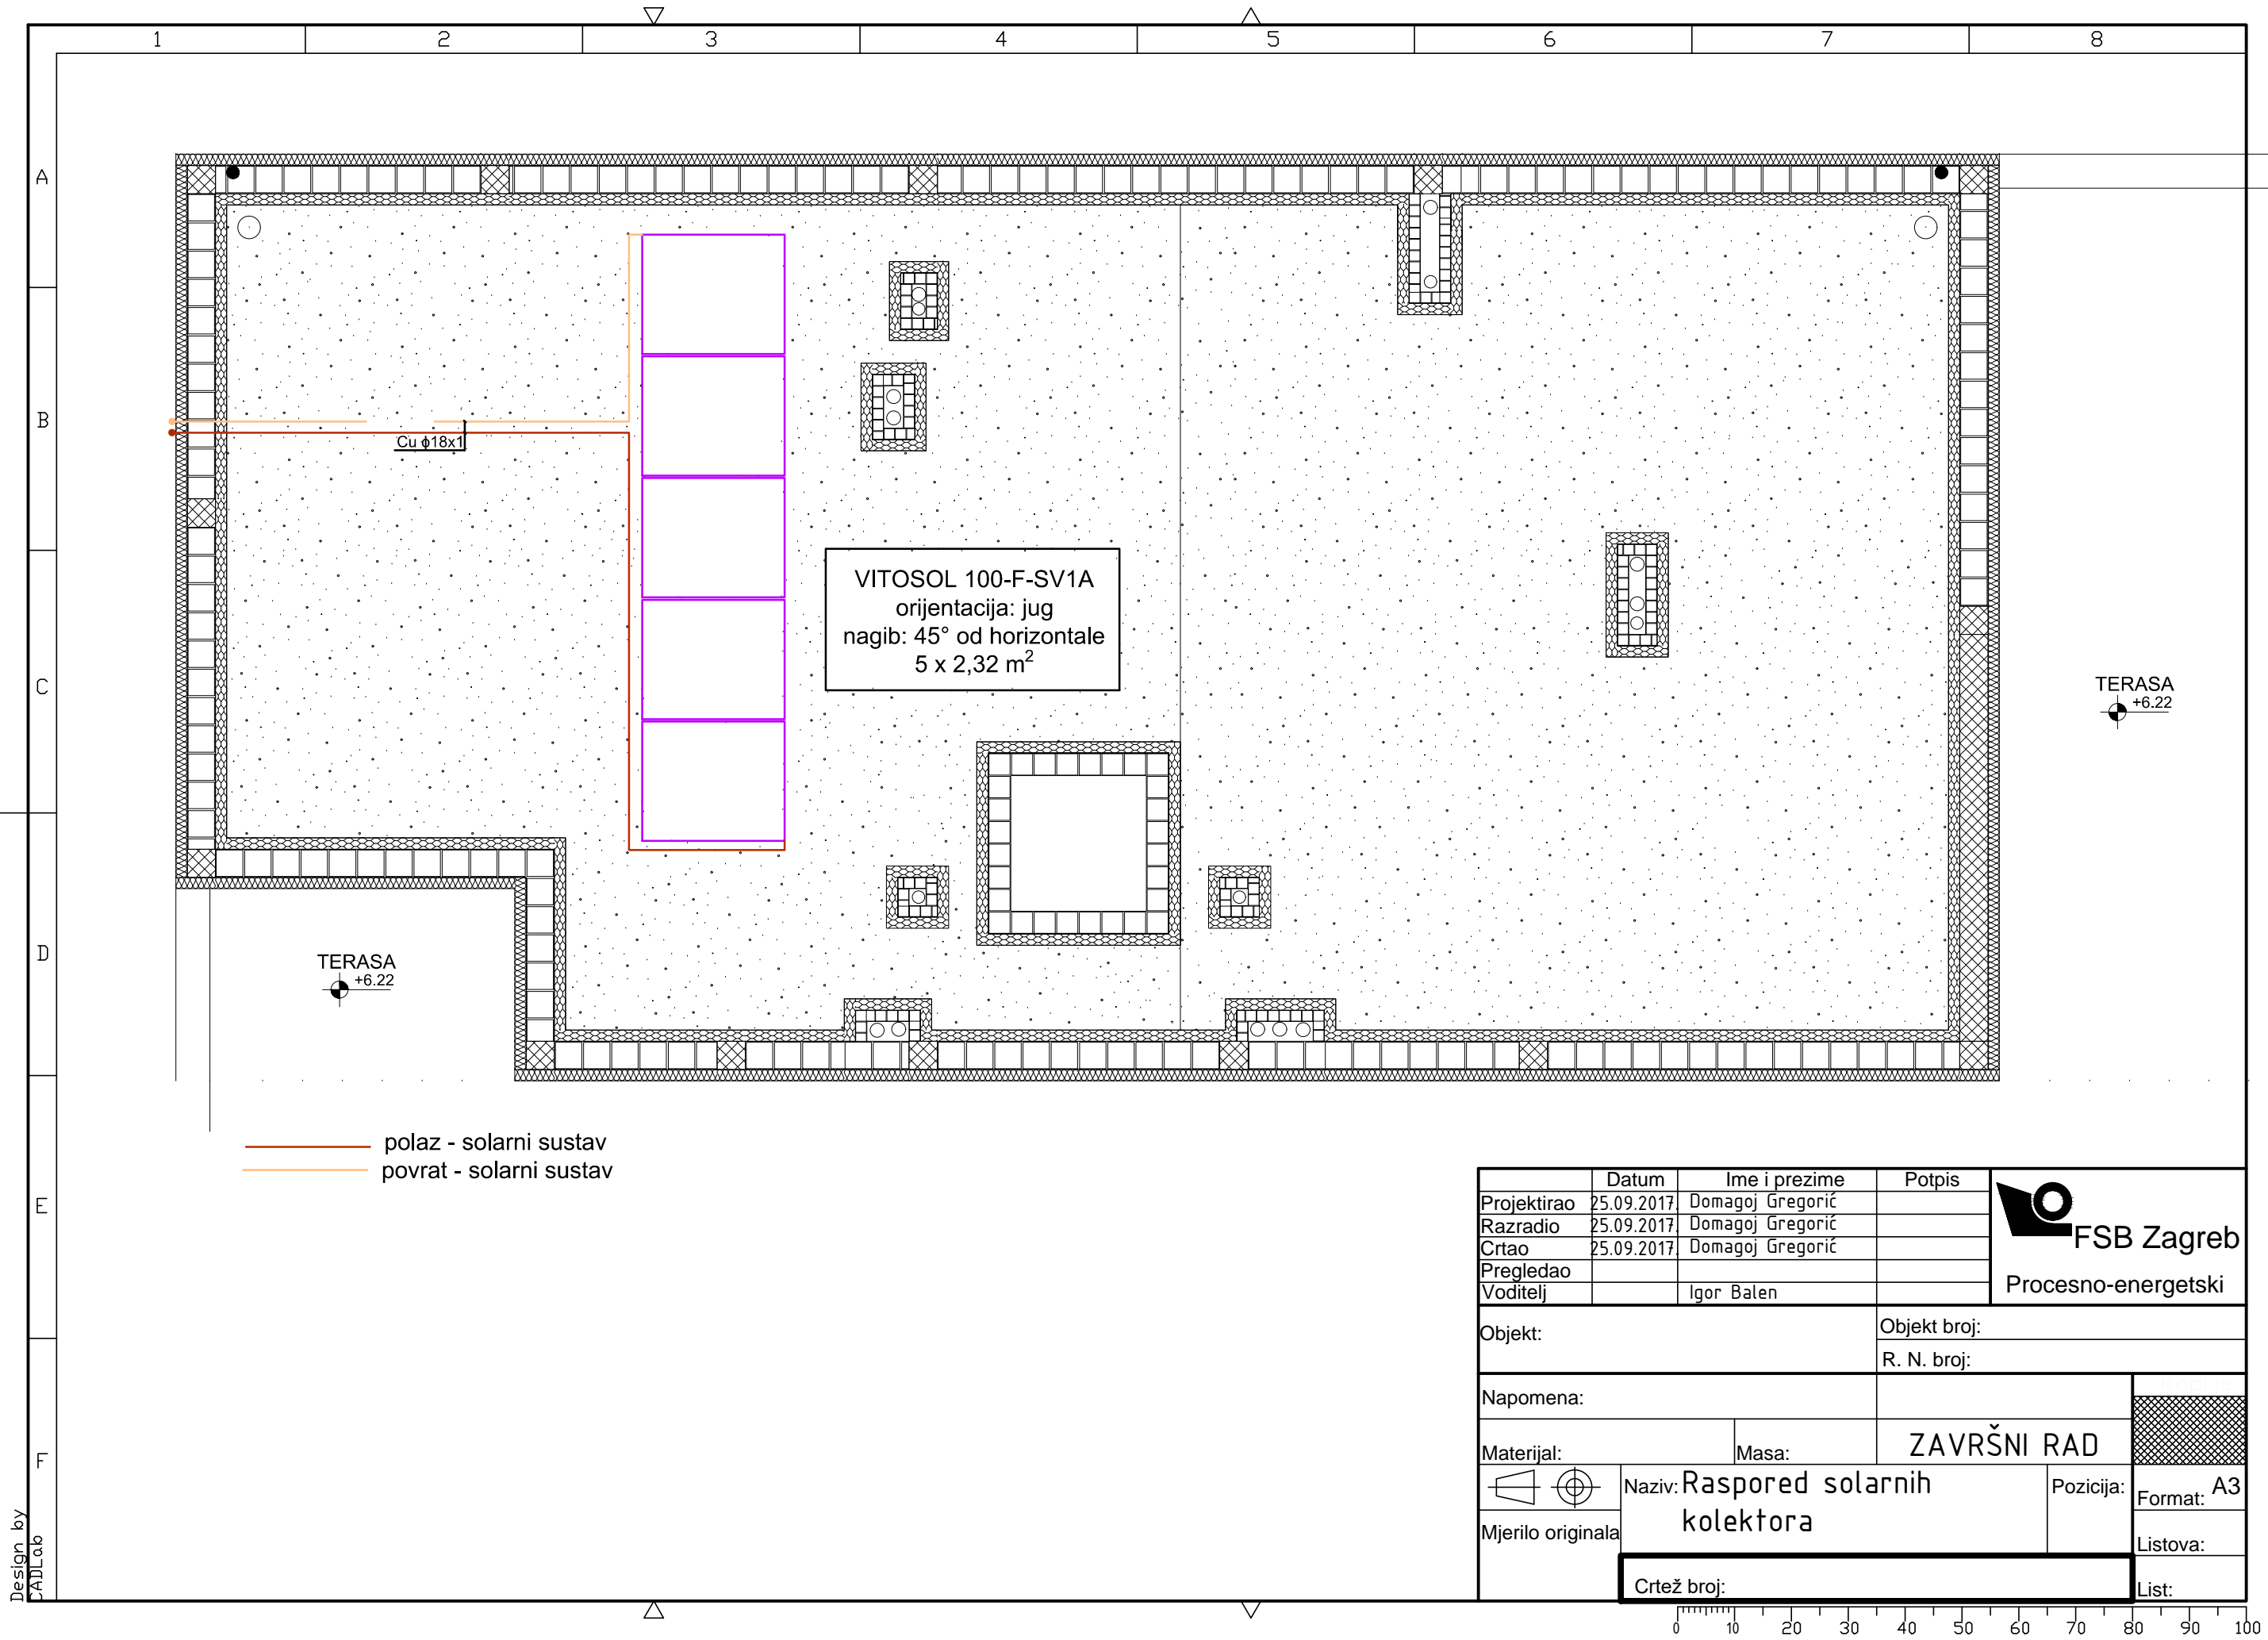 1 2 3 4 5 6 7 8
A
B
C
D
E
F
Cu ϕ18x1
VITOSOL 100-F-SV1A
orijentacija: jug
nagib: 45° od horizontale
5 x 2,32 m²
TERASA
+6.22
TERASA
+6.22
polaz - solarni sustav
povrat - solarni sustav
Datum Ime i prezime Potpis
Projektirao 25.09.2017. Domagoj Gregorić
Razradio 25.09.2017. Domagoj Gregorić
Crtao 25.09.2017. Domagoj Gregorić
Pregledao
Voditelj Igor Balen
FSB Zagreb
Procesno-energetski
Objekt:
Objekt broj:
R. N. broj:
Napomena:
Materijal:
Masa:
ZAVRŠNI RAD
Naziv: Raspored solarnih
kolektora
Pozicija:
Format: A3
Mjerilo originala
Listova:
Crtež broj:
List:
Design by
CADLab
0 10 20 30 40 50 60 70 80 90 100